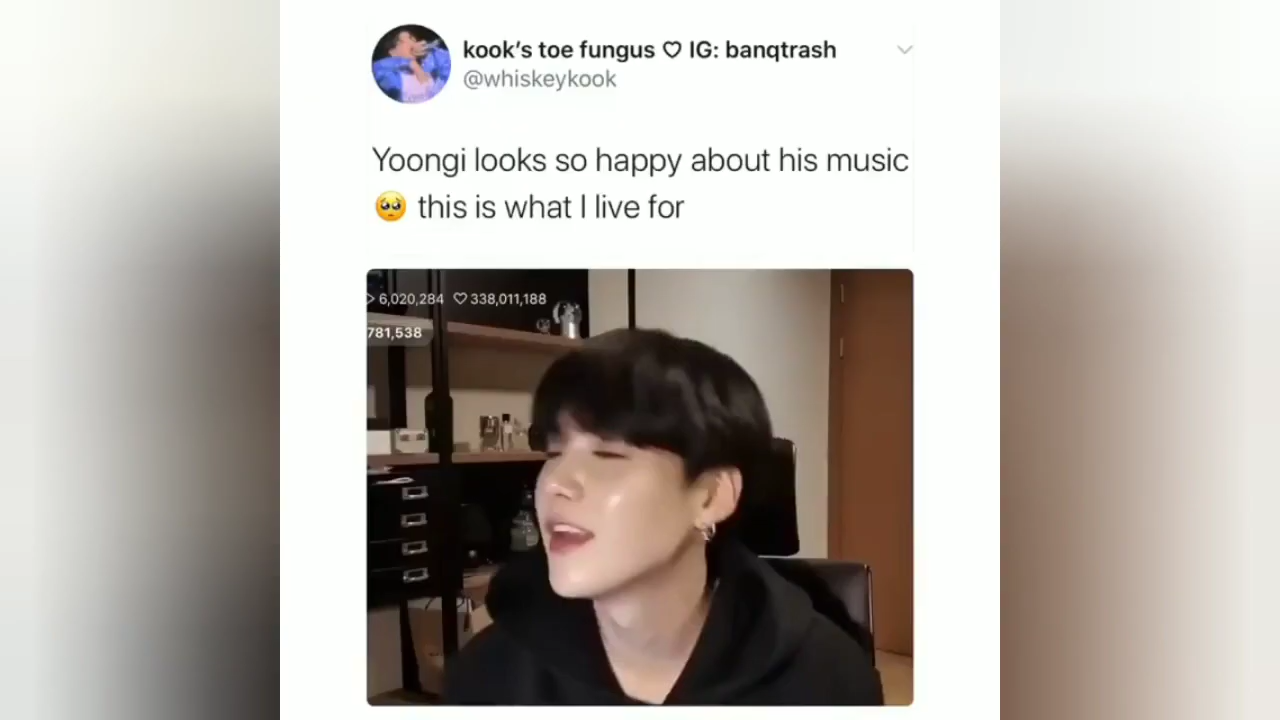 kook’s toe fungus ♡ IG: banqtrash
@whiskeykook
Yoongi looks so happy about his music
🥺 this is what I live for
6,020,284 ♡ 338,011,188
781,538